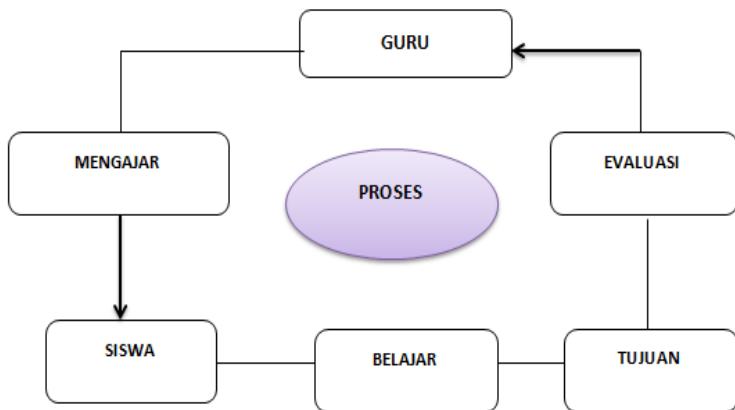 GURU
MENGAJAR
EVALUASI
PROSES
SISWA
BELAJAR
TUJUAN